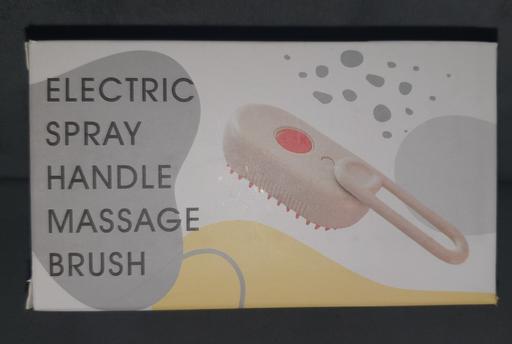 ELECTRIC
SPRAY
HANDLE
MASSAGE
BRUSH